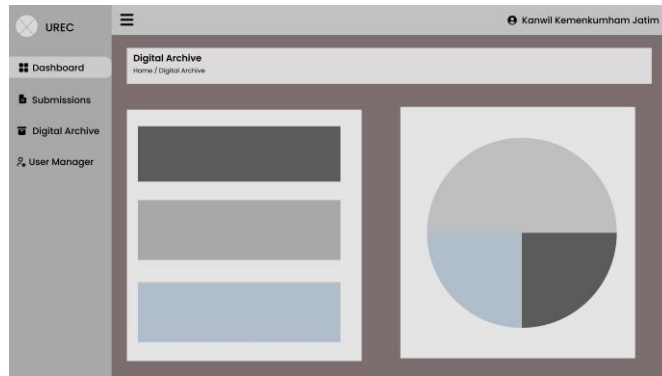 UREC
Kanwil Kemenkumham Jatim
Dashboard
Submissions
Digital Archive
User Manager
Digital Archive
Home / Digital Archive